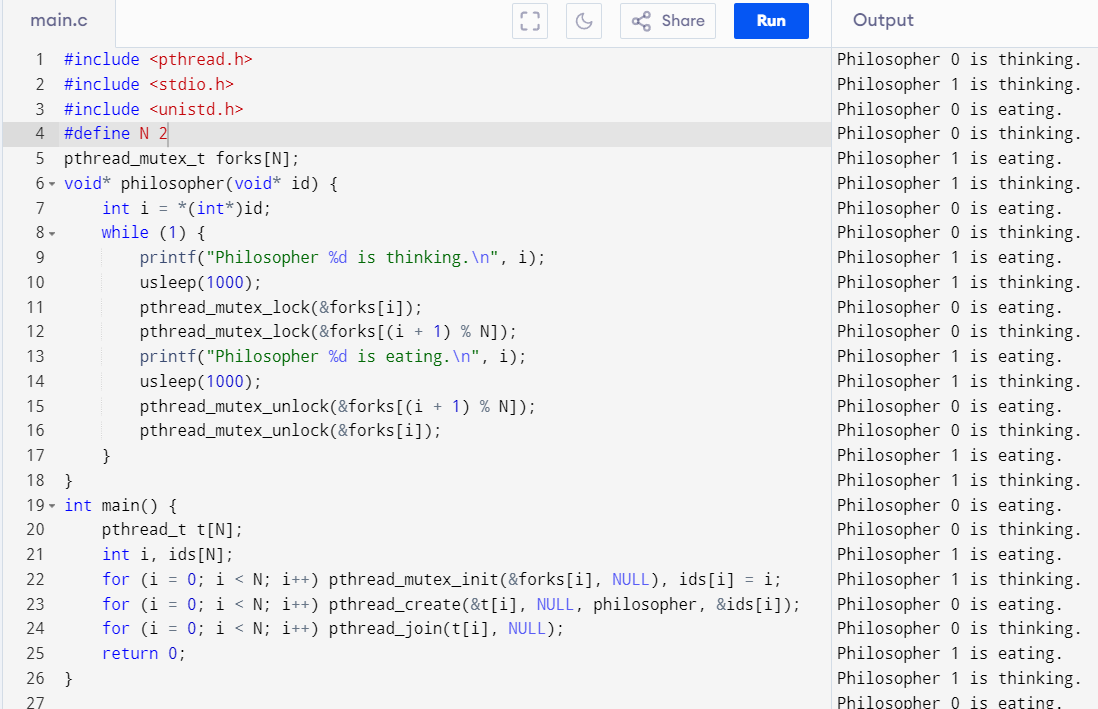 main.c
Share
Run
Output
1 #include <pthread.h>
2 #include <stdio.h>
3 #include <unistd.h>
4 #define N 2
5 pthread_mutex_t forks[N];
6 void* philosopher(void* id) {
7     int i = *(int*)id;
8     while (1) {
9         printf("Philosopher %d is thinking.\n", i);
10         usleep(1000);
11         pthread_mutex_lock(&forks[i]);
12         pthread_mutex_lock(&forks[(i + 1) % N]);
13         printf("Philosopher %d is eating.\n", i);
14         usleep(1000);
15         pthread_mutex_unlock(&forks[(i + 1) % N]);
16         pthread_mutex_unlock(&forks[i]);
17     }
18 }
19 int main() {
20     pthread_t t[N];
21     int i, ids[N];
22     for (i = 0; i < N; i++) pthread_mutex_init(&forks[i], NULL), ids[i] = i;
23     for (i = 0; i < N; i++) pthread_create(&t[i], NULL, philosopher, &ids[i]);
24     for (i = 0; i < N; i++) pthread_join(t[i], NULL);
25     return 0;
26 }
27
Philosopher 0 is thinking.
Philosopher 1 is thinking.
Philosopher 0 is eating.
Philosopher 0 is thinking.
Philosopher 1 is eating.
Philosopher 1 is thinking.
Philosopher 0 is eating.
Philosopher 0 is thinking.
Philosopher 1 is eating.
Philosopher 1 is thinking.
Philosopher 0 is eating.
Philosopher 0 is thinking.
Philosopher 1 is eating.
Philosopher 1 is thinking.
Philosopher 0 is eating.
Philosopher 0 is thinking.
Philosopher 1 is eating.
Philosopher 1 is thinking.
Philosopher 0 is eating.
Philosopher 0 is thinking.
Philosopher 1 is eating.
Philosopher 1 is thinking.
Philosopher 0 is eating.
Philosopher 0 is thinking.
Philosopher 1 is eating.
Philosopher 1 is thinking.
Philosopher 0 is eating.